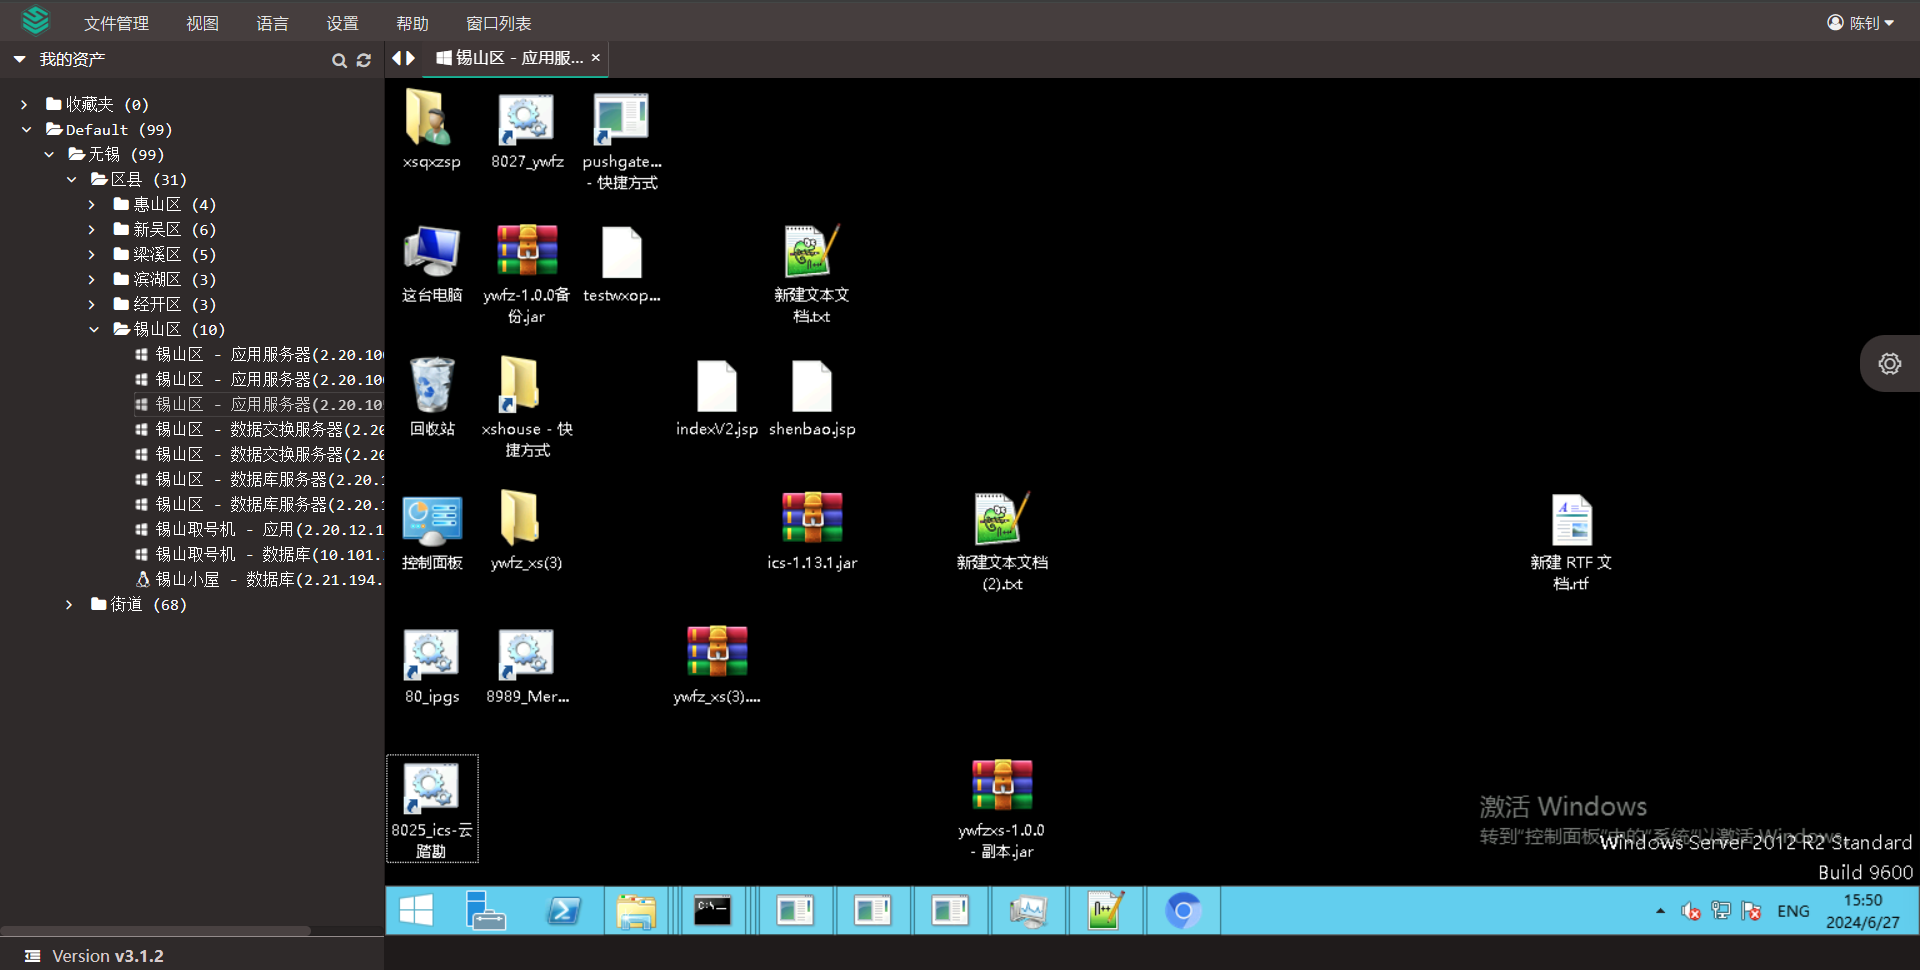 文件管理 视图 语言 设置 帮助 窗口列表 陈钊
我的资产
锡山区 - 应用服... ×
收藏夹 (0)
Default (99)
无锡 (99)
区县 (31)
惠山区 (4)
新吴区 (6)
梁溪区 (5)
滨湖区 (3)
经开区 (3)
锡山区 (10)
锡山区 - 应用服务器(2.20.10
锡山区 - 应用服务器(2.20.10
锡山区 - 应用服务器(2.20.10
锡山区 - 数据交换服务器(2.20
锡山区 - 数据交换服务器(2.20
锡山区 - 数据库服务器(2.20.1
锡山区 - 数据库服务器(2.20.1
锡山取号机 - 应用(2.20.12.1
锡山取号机 - 数据库(10.101.
锡山小屋 - 数据库(2.21.194.
街道 (68)
Version v3.1.2
xsqxzsp
8027_ywfz
pushgate...
- 快捷方式
这台电脑
ywfz-1.0.0备
份.jar
testwxop...
新建文本文
档.txt
回收站
xshouse - 快
捷方式
indexV2.jsp
shenbao.jsp
控制面板
ywfz_xs(3)
ics-1.13.1.jar
新建文本文档
(2).txt
新建 RTF 文
档.rtf
80_ipgs
8989_Mer...
ywfz_xs(3)....
8025_ics-云
踏勘
ywfzxs-1.0.0
- 副本.jar
激活 Windows
转到“控制面板”中的“系统”以激活 Windows。
Windows Server 2012 R2 Standard
Build 9600
ENG
15:50
2024/6/27